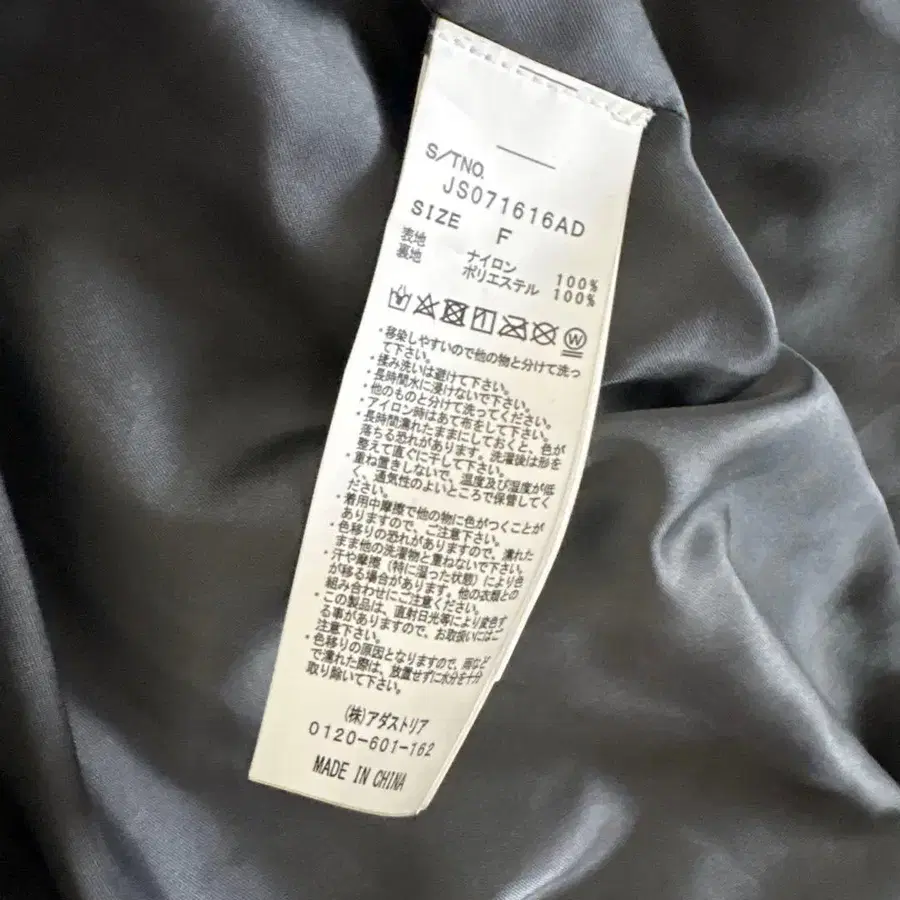 S/TNO.
JS071616AD
SIZE F
表地 ナイロン 100%
裏地 ポリエステル 100%
W
・移染しやすいので他の物と分けて洗っ
て下さい。
・揉み洗いは避けて下さい。
・長時間水に浸けないで下さい。
・他のものと分けて洗ってください。
・アイロン時はあて布をして下さい。
・長時間濡れたままにしておくと、色が
落ちる恐れがあります。洗濯後は形を
整えて直ぐに干して下さい。
・重ね置きしないで、温度及び湿度が低
く、通気性のよいところで保管してく
ださい。
・着用中摩擦で他の物に色がつくことが
ありますので、ご注意下さい。
・色移りの恐れがありますので、濡れた
まま他の洗濯物と重ねないで下さい。
・汗や摩擦（特に湿った状態）により色
が移る場合があります。他の衣類との
組み合わせにご注意ください。
・この製品は、直射日光等により変色す
る事がありますので、お取扱いにはご
注意下さい。
・色移りの原因となりますので、雨など
で濡れた際は、放置せずに水分を十分
取り除いて下さい。
(株)アダストリア
0120-601-162
MADE IN CHINA